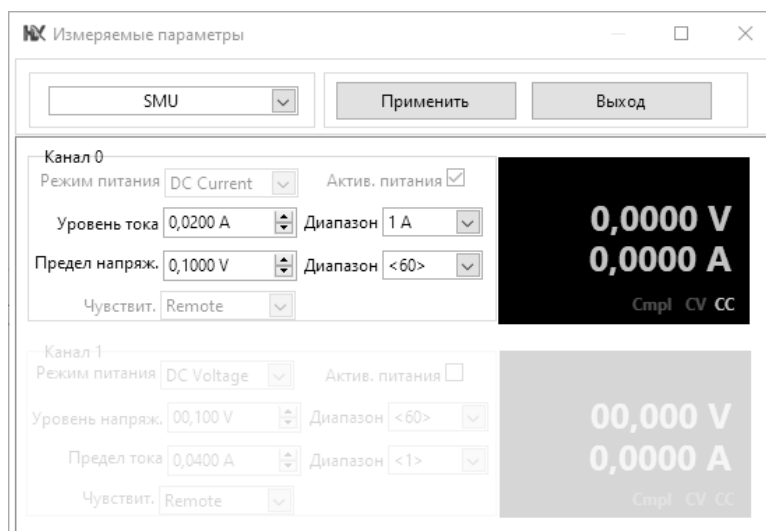 НХ Измеряемые параметры
SMU Применить Выход
Канал 0
Режим питания DC Current Актив. питания
Уровень тока 0,0200 A Диапазон 1 A
Предел напряж. 0,1000 V Диапазон <60>
Чувствит. Remote
0,0000 V
0,0000 A
Cmpl CV CC
Канал 1
Режим питания DC Voltage Актив. питания
Уровень напряж. 00,100 V Диапазон <60>
Предел тока 0,0400 A Диапазон <1>
Чувствит. Remote
00,000 V
0,0000 A
Cmpl CV CC